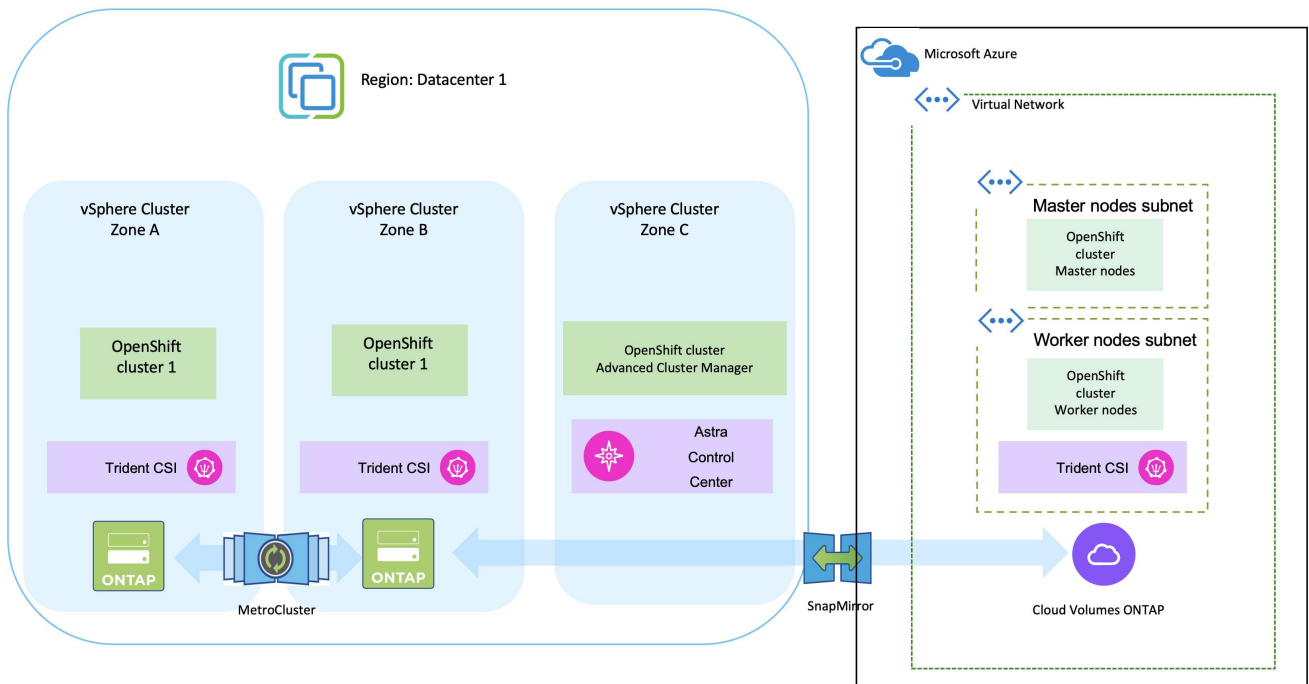 Region: Datacenter 1
vSphere Cluster
Zone A
OpenShift
cluster 1
Trident CSI
ONTAP
MetroCluster
vSphere Cluster
Zone B
OpenShift
cluster 1
Trident CSI
ONTAP
vSphere Cluster
Zone C
OpenShift cluster
Advanced Cluster Manager
Astra
Control
Center
SnapMirror
Microsoft Azure
Virtual Network
Master nodes subnet
OpenShift
cluster
Master nodes
Worker nodes subnet
OpenShift
cluster
Worker nodes
Trident CSI
Cloud Volumes ONTAP